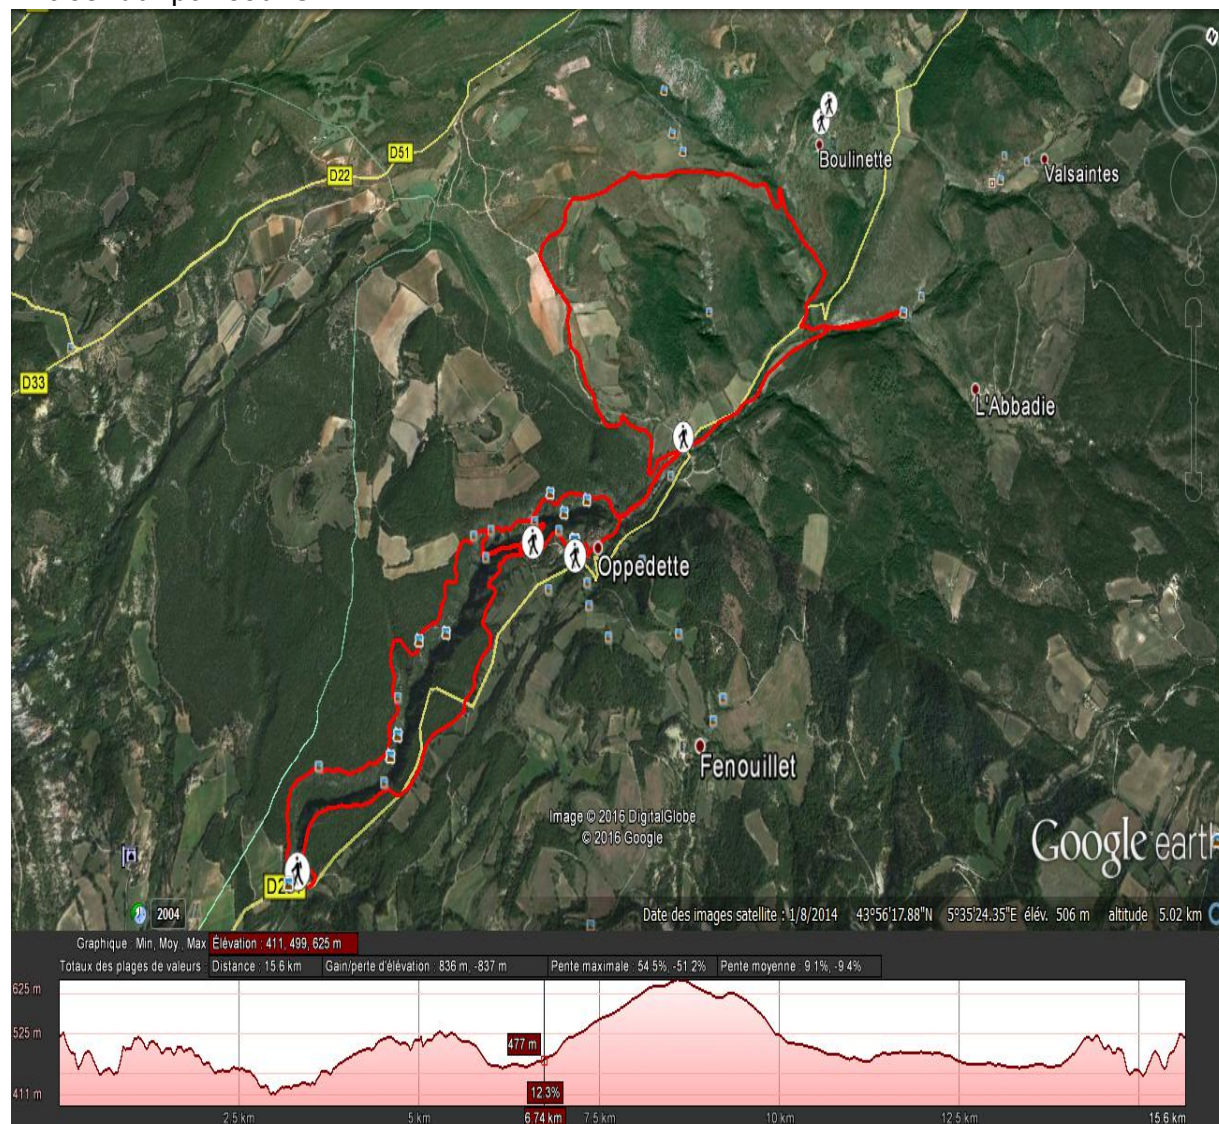 N
D51
D22
Boulinette
Valsaintes
D33
L'Abbadie
Oppedette
Fenouillet
Image © 2016 DigitalGlobe
© 2016 Google
Google earth
2004
Date des images satellite : 1/8/2014 43°56'17.88"N 5°35'24.35"E élév. 506 m altitude 5.02 km
Graphique : Min, Moy, Max Élévation : 411, 499, 625 m
Totaux des plages de valeurs : Distance : 15.6 km Gain/perte d'élévation : 836 m, -837 m Pente maximale : 54.5%, -51.2% Pente moyenne : 9.1%, -9.4%
625 m
525 m
477 m
411 m
12.3%
2.5 km 5 km 6.74 km 7.5 km 10 km 12.5 km 15.6 km